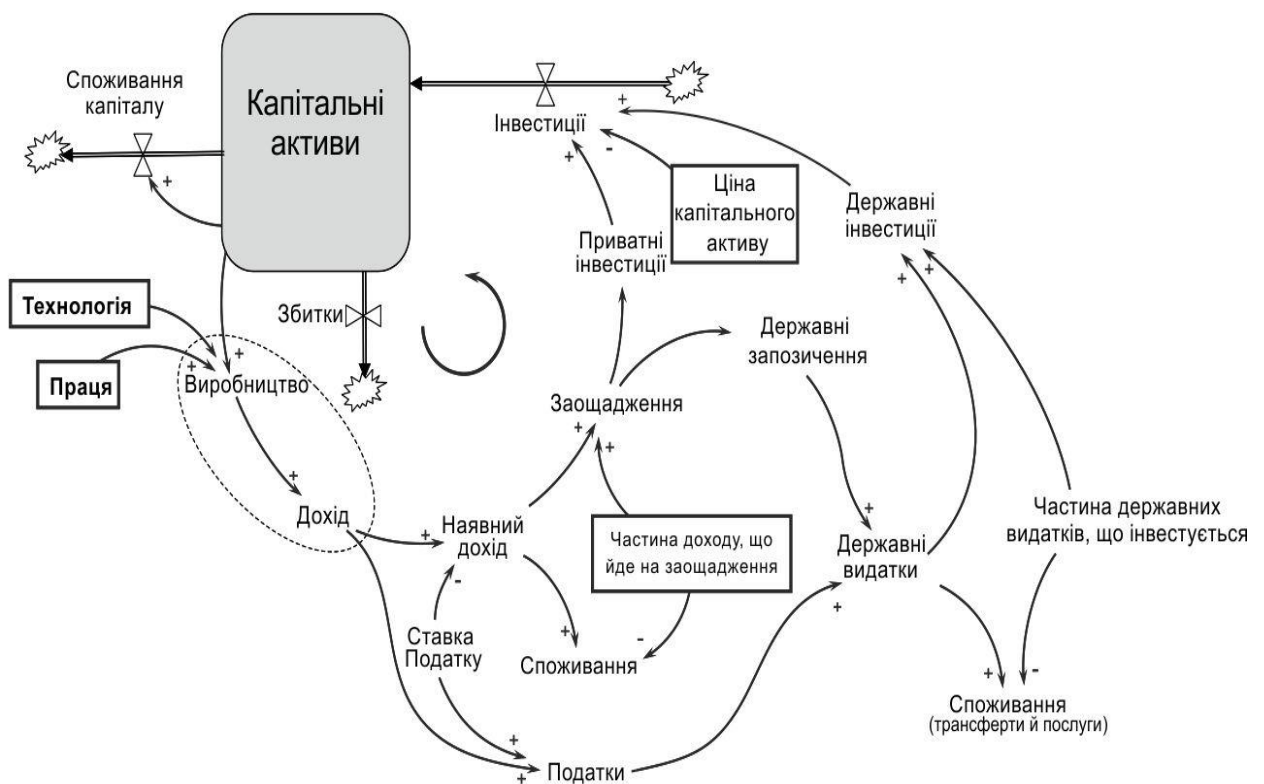 Споживання
капіталу
Капітальні
активи
+
Інвестиції
+
-
+
Ціна
капітального
активу
Державні
інвестиції
Приватні
інвестиції
+
+
Технологія
Збитки
Державні
запозичення
+
+
Праця
Виробництво
Заощадження
+
+
+
+
Дохід
+
Наявний
дохід
Частина доходу, що
йде на заощадження
Державні
видатки
Частина державних
видатків, що інвестується
-
+
Ставка
Податку
+
-
Споживання
+
-
Споживання
(трансферти й послуги)
+
+
Податки